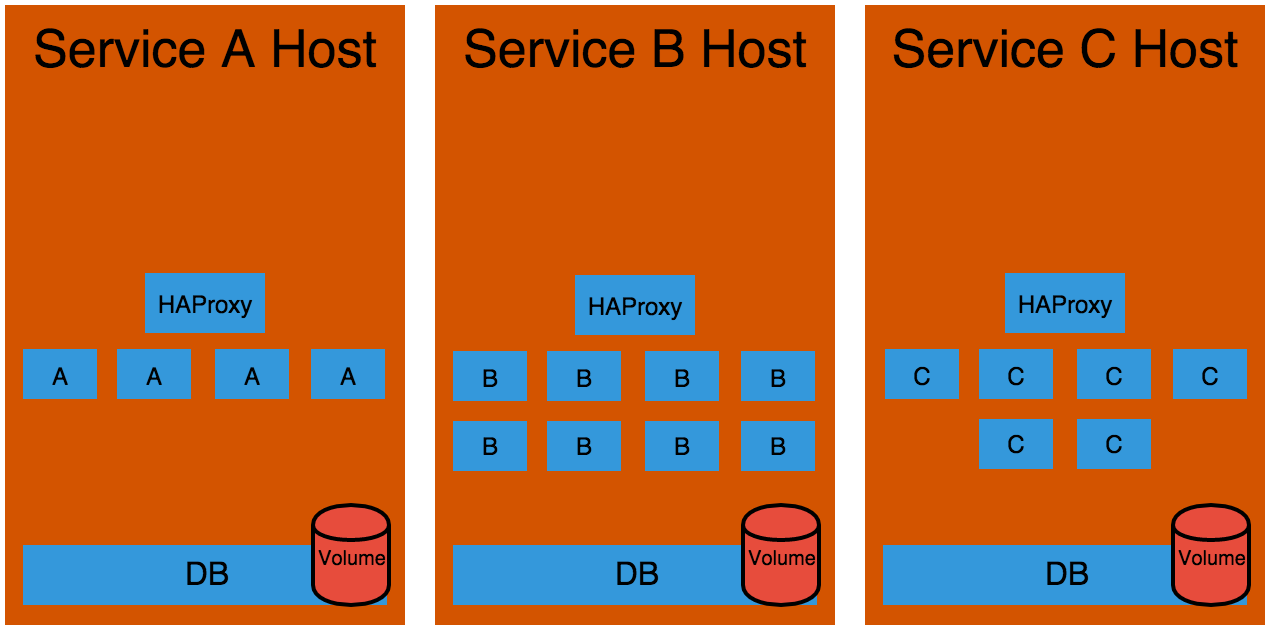 Service A Host
HAProxy
A A A A
DB
Volume
Service B Host
HAProxy
B B B B
B B B B
DB
Volume
Service C Host
HAProxy
C C C C
C C
DB
Volume